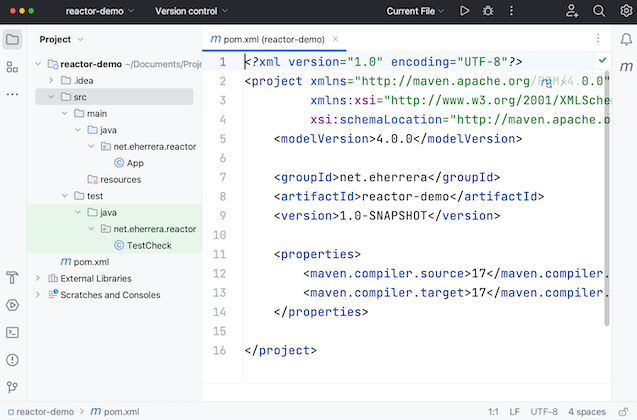 reactor-demo Version control Current File
Project
pom.xml (reactor-demo)
reactor-demo ~/Documents/Proje
.idea
src
main
java
net.eherrera.reactor
App
resources
test
java
net.eherrera.reactor
TestCheck
pom.xml
External Libraries
Scratches and Consoles
1 <?xml version="1.0" encoding="UTF-8"?>
2 <project xmlns="http://maven.apache.org/POM/4.0.0"
3 xmlns:xsi="http://www.w3.org/2001/XMLSche
4 xsi:schemaLocation="http://maven.apache.o
5 <modelVersion>4.0.0</modelVersion>
6
7 <groupId>net.eherrera</groupId>
8 <artifactId>reactor-demo</artifactId>
9 <version>1.0-SNAPSHOT</version>
10
11 <properties>
12 <maven.compiler.source>17</maven.compiler.
13 <maven.compiler.target>17</maven.compiler.
14 </properties>
15
16 </project>
reactor-demo > pom.xml 1:1 LF UTF-8 4 spaces